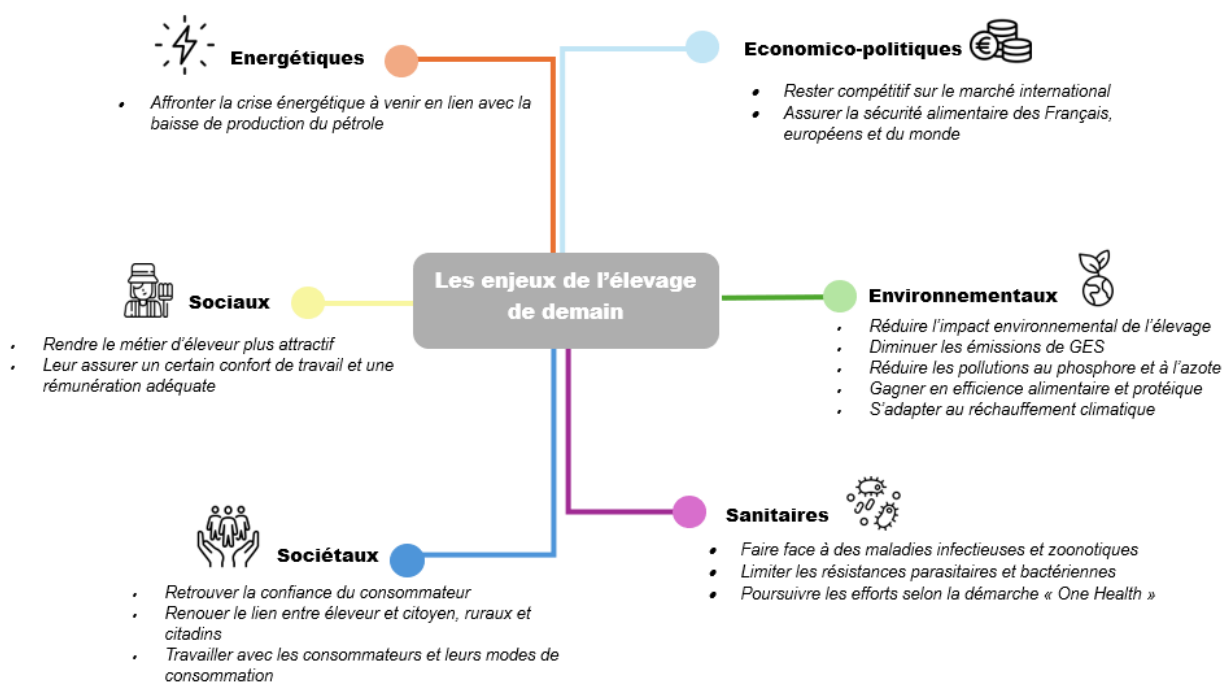 Energétiques
• Affronter la crise énergétique à venir en lien avec la
baisse de production du pétrole
Economico-politiques
• Rester compétitif sur le marché international
• Assurer la sécurité alimentaire des Français,
européens et du monde
Les enjeux de l’élevage
de demain
Sociaux
• Rendre le métier d’éleveur plus attractif
• Leur assurer un certain confort de travail et une
rémunération adéquate
Environnementaux
• Réduire l’impact environnemental de l’élevage
• Diminuer les émissions de GES
• Réduire les pollutions au phosphore et à l’azote
• Gagner en efficience alimentaire et protéique
• S’adapter au réchauffement climatique
Sociétaux
• Retrouver la confiance du consommateur
• Renouer le lien entre éleveur et citoyen, ruraux et
citadins
• Travailler avec les consommateurs et leurs modes de
consommation
Sanitaires
• Faire face à des maladies infectieuses et zoonotiques
• Limiter les résistances parasitaires et bactériennes
• Poursuivre les efforts selon la démarche « One Health »